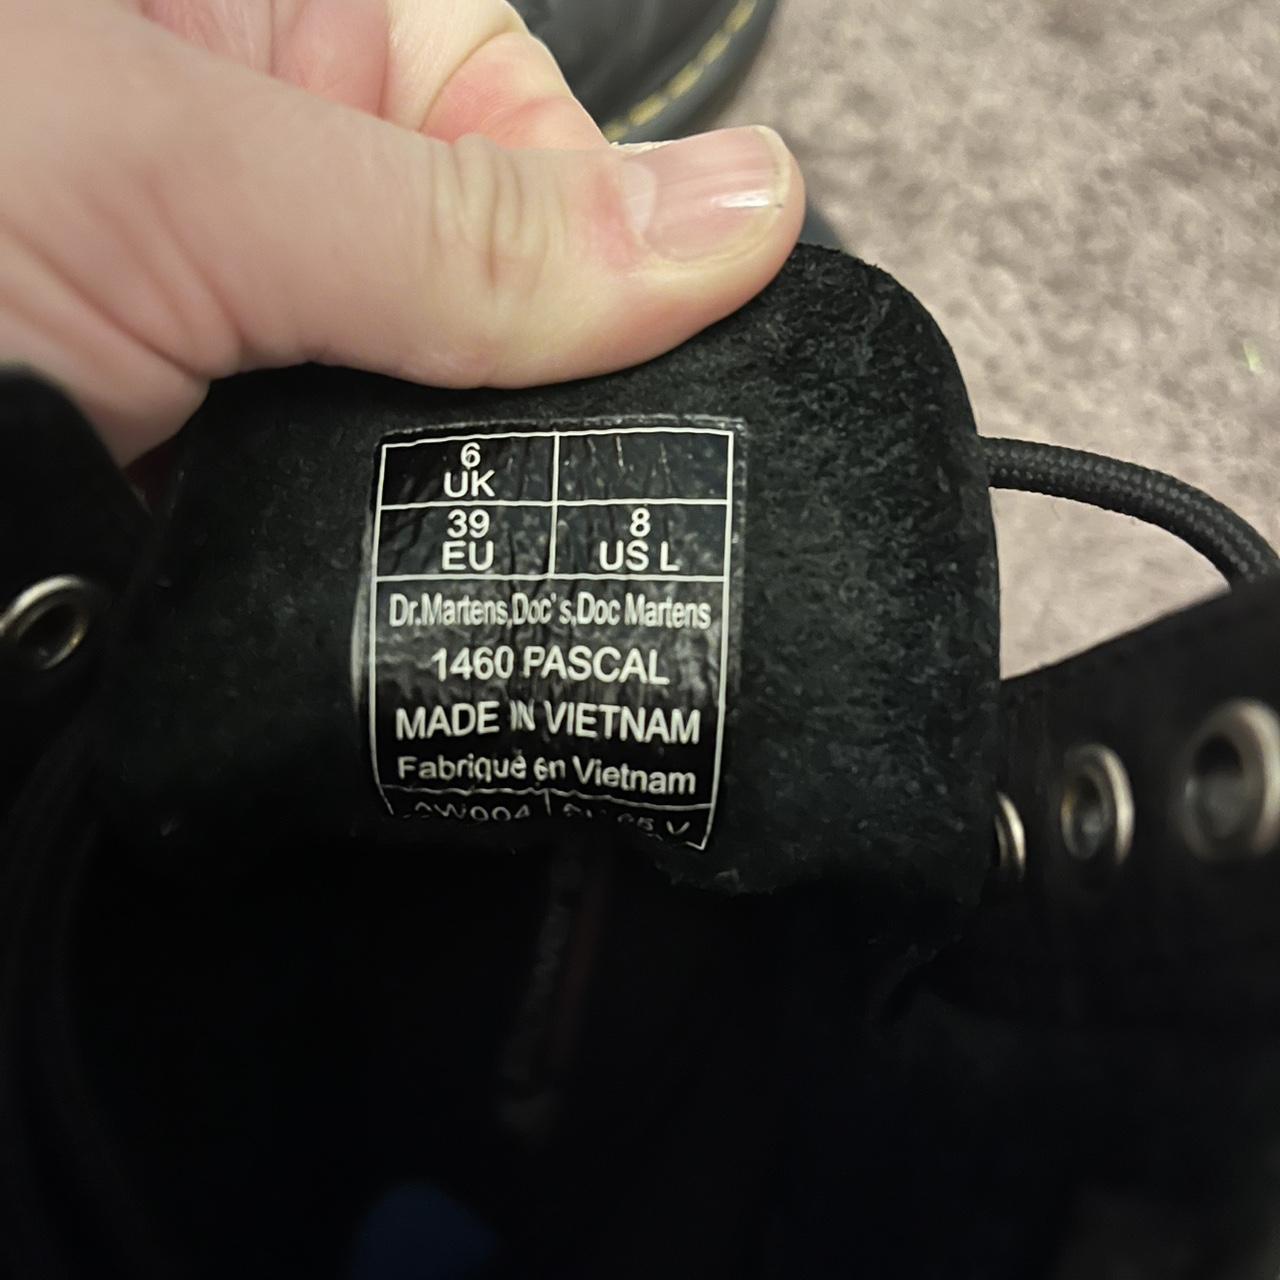 6
UK
39
EU
8
US L
Dr.Martens,Doc's,Doc Martens
1460 PASCAL
MADE IN VIETNAM
Fabriqué en Vietnam